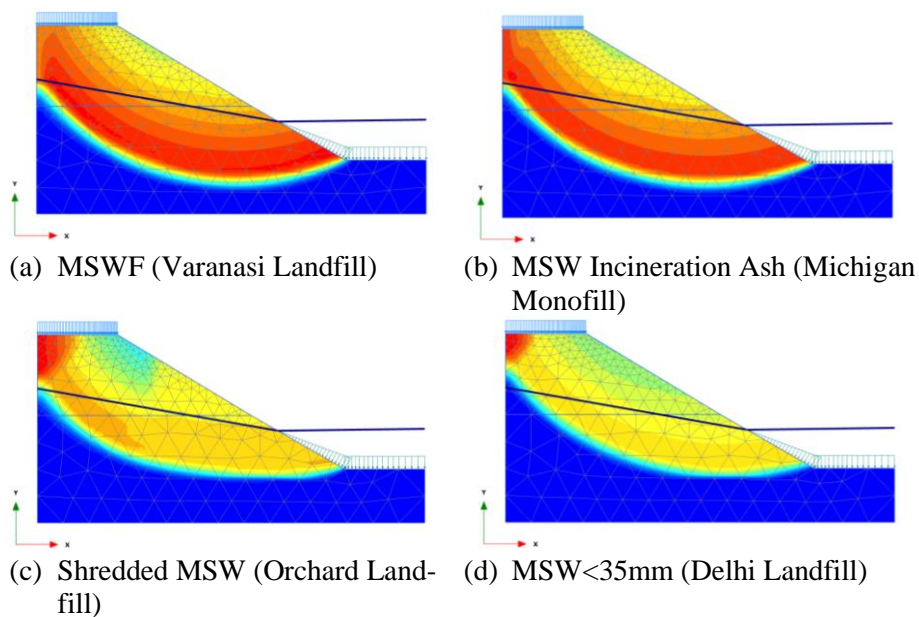 Y
X
Y
X
(a) MSWF (Varanasi Landfill)
(b) MSW Incineration Ash (Michigan
Monofill)
Y
X
Y
X
(c) Shredded MSW (Orchard Land-
fill)
(d) MSW<35mm (Delhi Landfill)